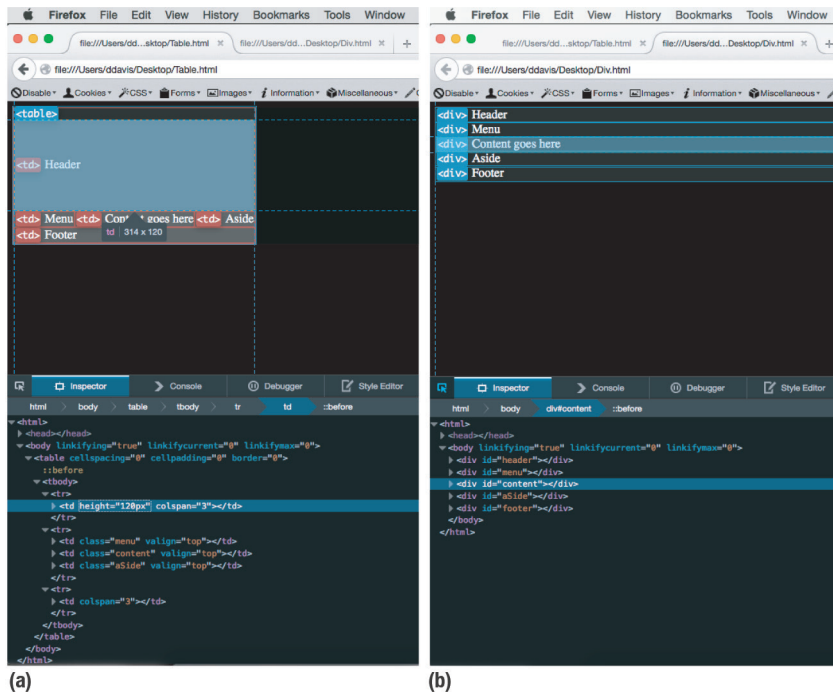 Firefox File Edit View History Bookmarks Tools Window
file:///Users/dd...sktop/Table.html × file:///Users/dd...Desktop/Div.html × +
file:///Users/ddavis/Desktop/Table.html
Disable Cookies CSS Forms Images Information Miscellaneous
<table>
<td> Header
<td> Menu <td> Content goes here <td> Aside
td 314 x 120
<td> Footer
Inspector Console Debugger Style Editor
html body table tbody tr td ::before
<html>
<head></head>
<body linkifying="true" linkifycurrent="0" linkifymax="0">
<table cellspacing="0" cellpadding="0" border="0">
::before
<tbody>
<tr>
<td height="120px" colspan="3"></td>
</tr>
<tr>
<td class="menu" valign="top"></td>
<td class="content" valign="top"></td>
<td class="aSide" valign="top"></td>
</tr>
<tr>
<td colspan="3"></td>
</tr>
</tbody>
</table>
</body>
</html>
(a)
Firefox File Edit View History Bookmarks Tools Window
file:///Users/dd...sktop/Table.html × file:///Users/dd...Desktop/Div.html × +
file:///Users/ddavis/Desktop/Div.html
Disable Cookies CSS Forms Images Information Miscellaneous
<div> Header
<div> Menu
<div> Content goes here
<div> Aside
<div> Footer
Inspector Console Debugger Style Editor
html body div#content ::before
<html>
<head></head>
<body linkifying="true" linkifycurrent="0" linkifymax="0">
<div id="header"></div>
<div id="menu"></div>
<div id="content"></div>
<div id="aSide"></div>
<div id="footer"></div>
</body>
</html>
(b)